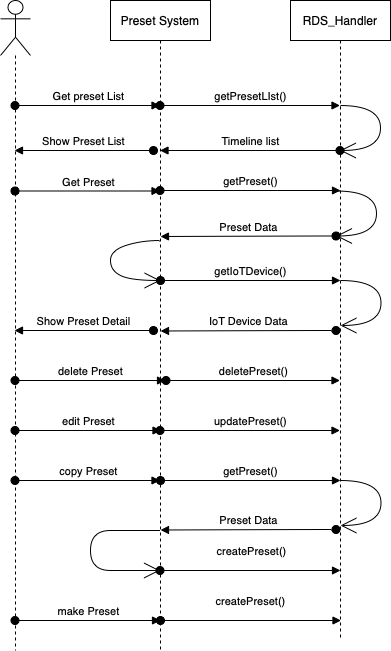 Preset System
RDS_Handler
Get preset List
getPresetLIst()
Show Preset List
Timeline list
Get Preset
getPreset()
Preset Data
getIoTDevice()
Show Preset Detail
IoT Device Data
delete Preset
deletePreset()
edit Preset
updatePreset()
copy Preset
getPreset()
Preset Data
createPreset()
make Preset
createPreset()